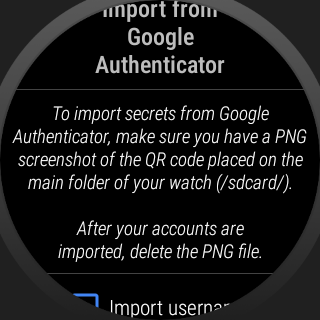 Import from
Google
Authenticator
To import secrets from Google
Authenticator, make sure you have a PNG
screenshot of the QR code placed on the
main folder of your watch (/sdcard/).
After your accounts are
imported, delete the PNG file.
Import